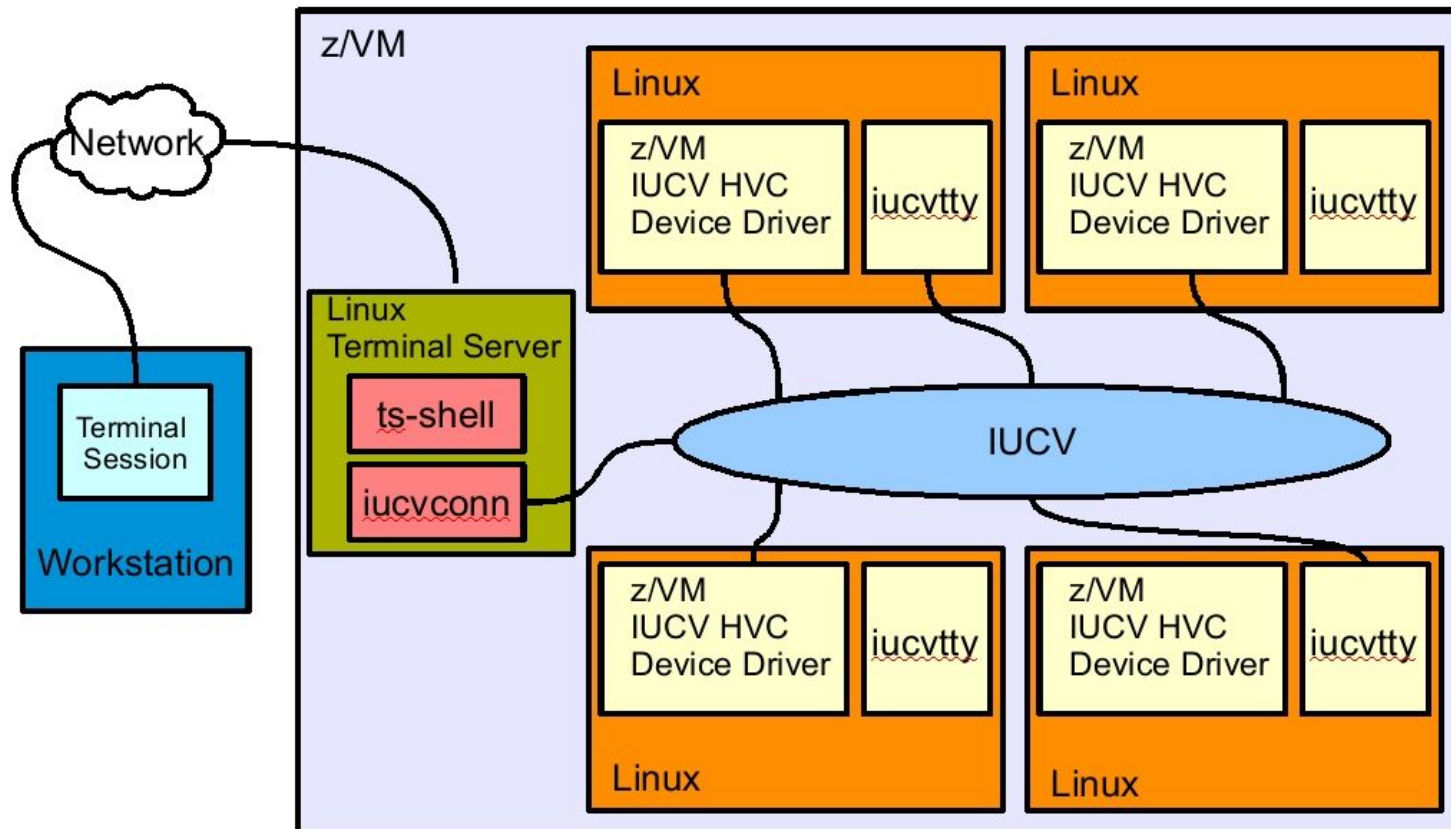 z/VM
Network
Terminal
Session
Workstation
Linux
Terminal Server
ts-shell
iucvconn
Linux
z/VM
IUCV HVC
Device Driver
iucvtty
Linux
z/VM
IUCV HVC
Device Driver
iucvtty
IUCV
z/VM
IUCV HVC
Device Driver
iucvtty
Linux
z/VM
IUCV HVC
Device Driver
iucvtty
Linux